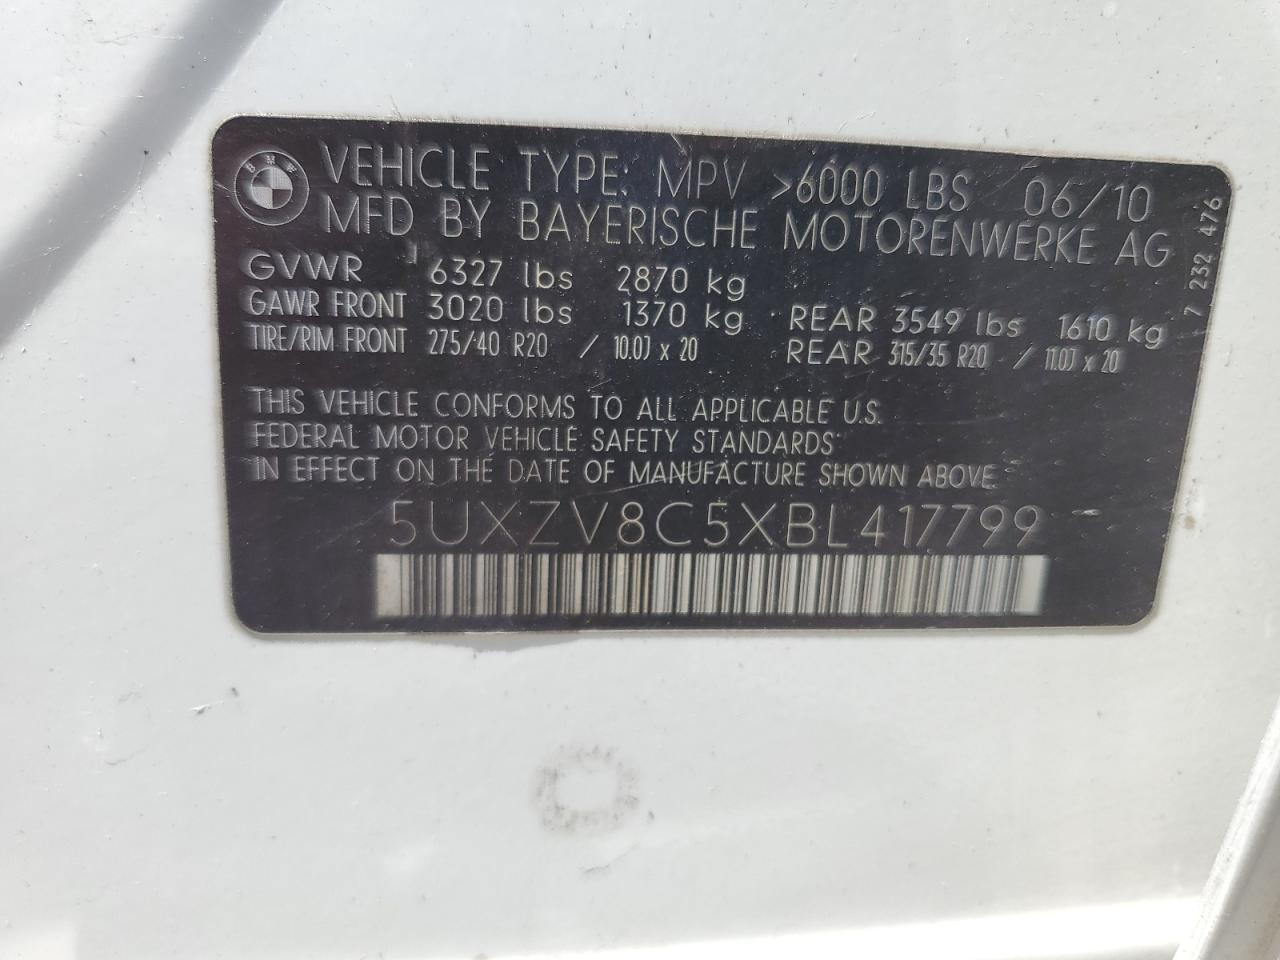 BMW
VEHICLE TYPE: MPV >6000 LBS 06/10
MFD BY BAYERISCHE MOTORENWERKE AG
GVWR 6327 lbs 2870 kg
GAWR FRONT 3020 lbs 1370 kg REAR 3549 lbs 1610 kg
TIRE/RIM FRONT 275/40 R20 / 10.0J x 20 REAR 315/35 R20 / 11.0J x 20
7 232 476
THIS VEHICLE CONFORMS TO ALL APPLICABLE U.S.
FEDERAL MOTOR VEHICLE SAFETY STANDARDS
IN EFFECT ON THE DATE OF MANUFACTURE SHOWN ABOVE
5UXZV8C5XBL417799